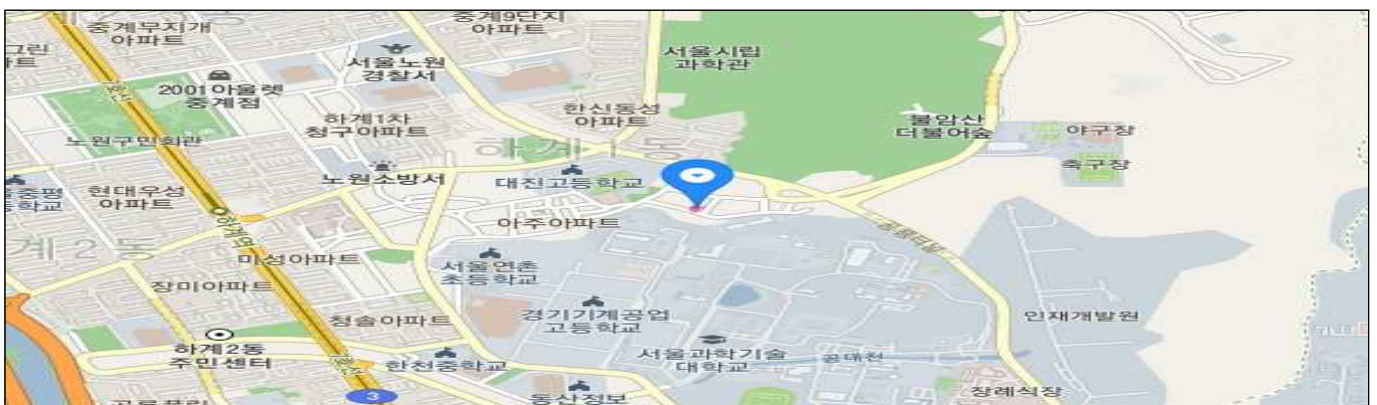 중계9단지
아파트
중계무지개
아파트
그린
서울노원
경찰서
서울시립
과학관
2001아울렛
중계점
하계1차
청구아파트
한신동성
아파트
불암산
더불어숲
야구장
노원구민회관
하계1동
축구장
현대우성
아파트
노원소방서
대진고등학교
아주아파트
하계역
계2동
미성아파트
서울연촌
초등학교
장미아파트
청솔아파트
경기기계공업
고등학교
인재개발원
하계2동
주민센터
한천중학교
서울과학기술
대학교
공대천
3
동산정보
장례식장